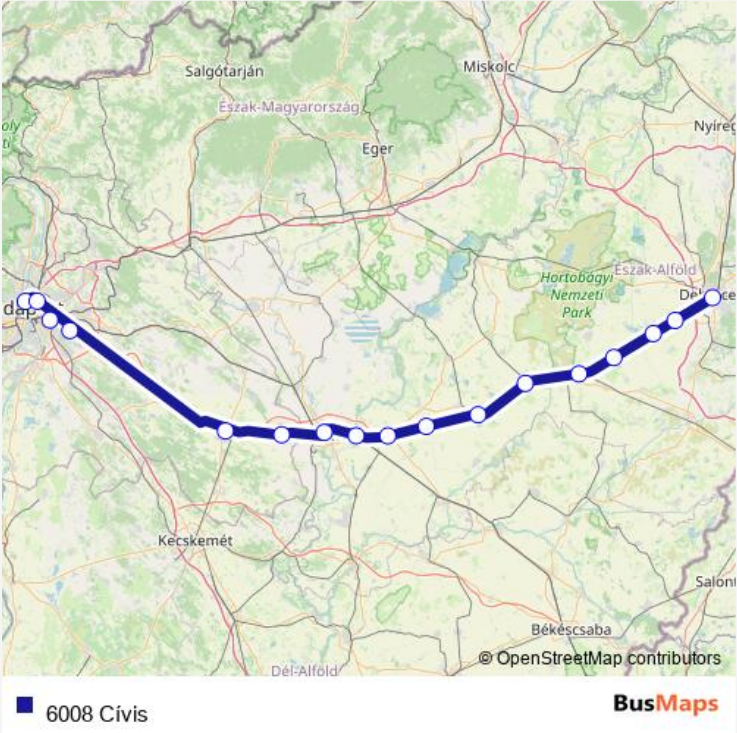 Salgótarján
Miskolc
Észak-Magyarország
Nyíreg
Eger
Észak-Alföld
Hortobágyi
Nemzeti
Park
Kecskemét
Salont
Békéscsaba
© OpenStreetMap contributors
Dél-Alföld
6008 Cívis
BusMaps